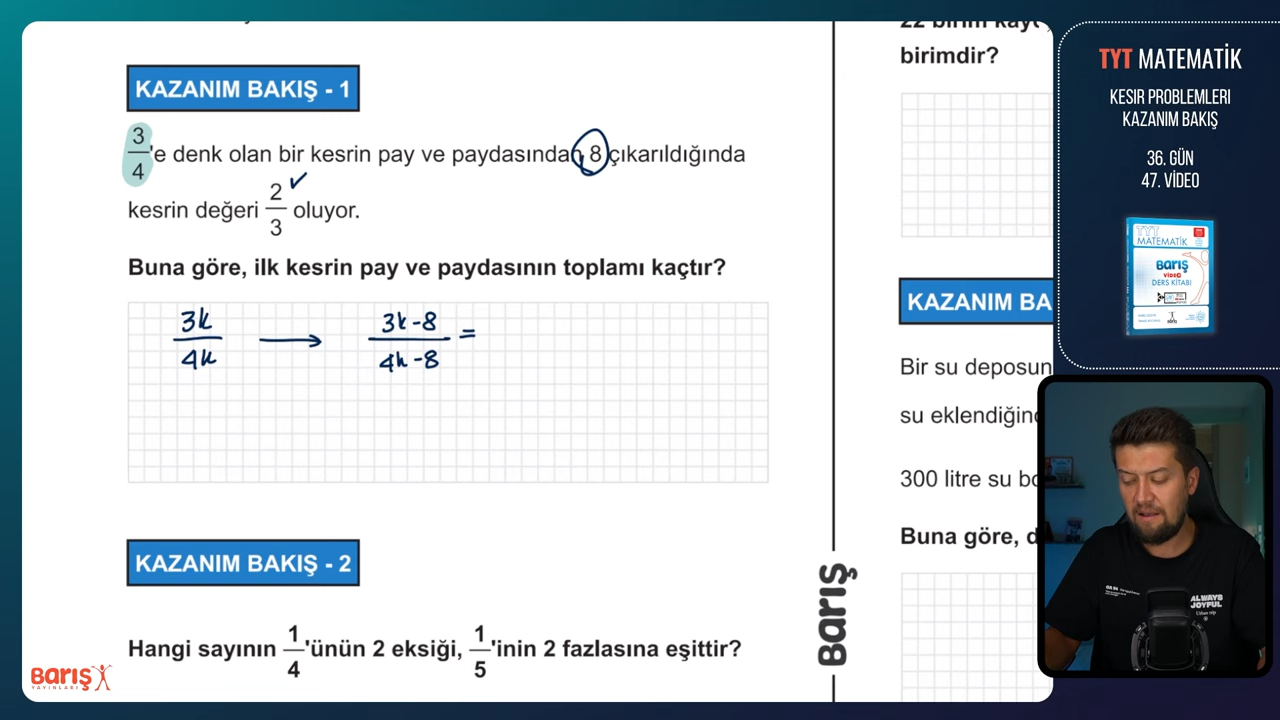 KAZANIM BAKIŞ - 1
3/4'e denk olan bir kesrin pay ve paydasından 8 çıkarıldığında
kesrin değeri 2/3 oluyor.
Buna göre, ilk kesrin pay ve paydasının toplamı kaçtır?
3k/4k → 3k-8/4k-8 =
KAZANIM BAKIŞ - 2
Hangi sayının 1/4'ünün 2 eksiği, 1/5'inin 2 fazlasına eşittir?
BARIŞ
YAYINLARI
Barış
birimdir?
KAZANIM BA
Bir su deposun
su eklendiğin
300 litre su bo
Buna göre, d
TYT MATEMATİK
KESIR PROBLEMLERI
KAZANIM BAKIŞ
36. GÜN
47. VİDEO
TYT
MATEMATİK
Barış
VİDEO
DERS KİTABI
ALWAYS
JOYFUL